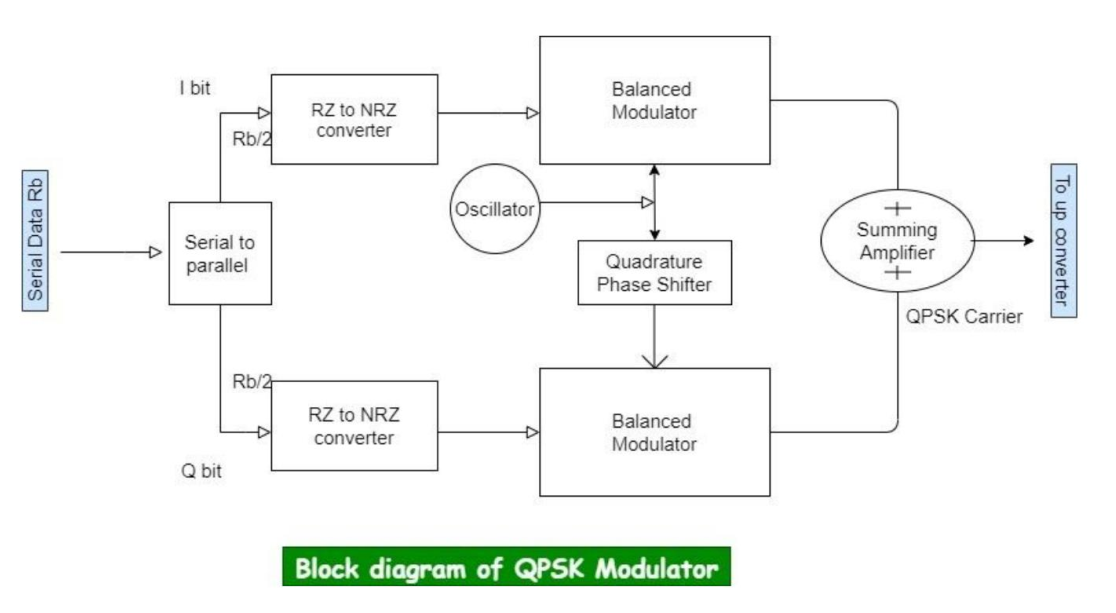 Serial Data Rb
Serial to
parallel
I bit
Rb/2
RZ to NRZ
converter
Balanced
Modulator
Oscillator
Quadrature
Phase Shifter
Rb/2
Q bit
RZ to NRZ
converter
Balanced
Modulator
+
Summing
Amplifier
+
QPSK Carrier
To up converter
Block diagram of QPSK Modulator